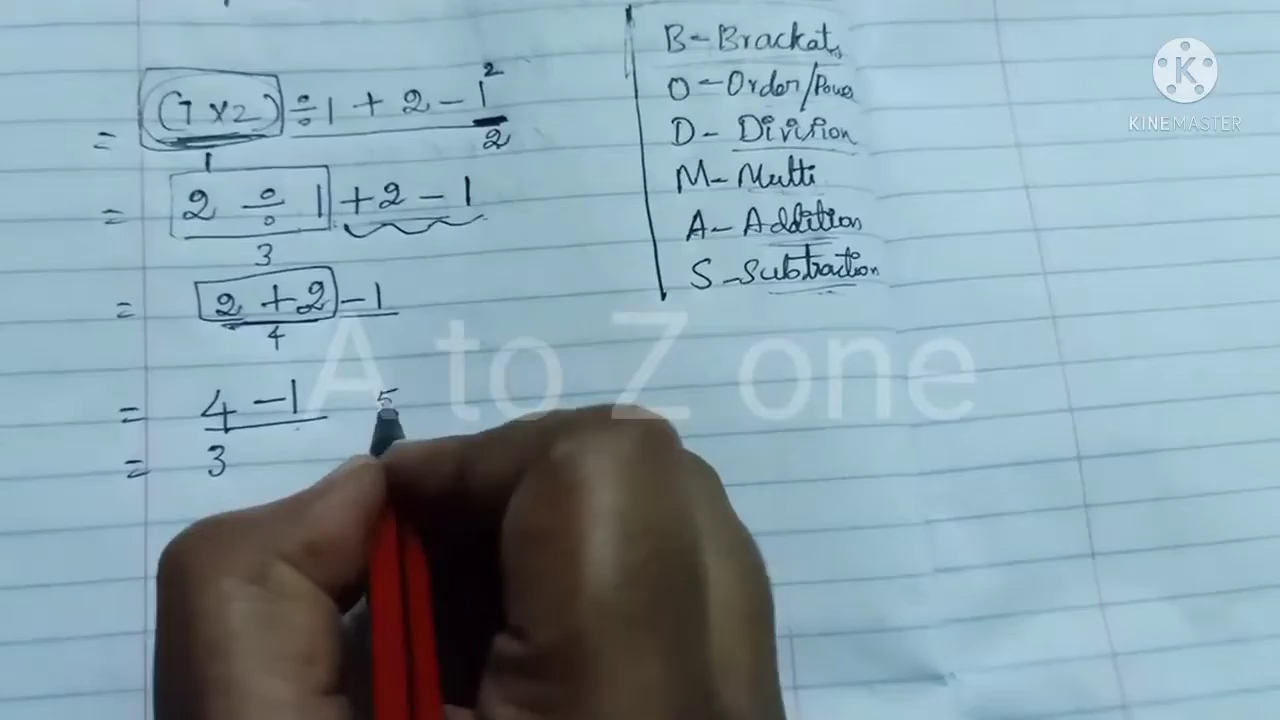 = (1 x 2) ÷ 1 + 2 - 1²
1
2
= 2 ÷ 1 + 2 - 1
3
= 2 + 2 - 1
4
= 4 - 1
5
= 3
B - Brackats
O - Order/Power
D - Division
M - Multi
A - Addition
S - Subtraction
K
KINEMASTER
A to Z one